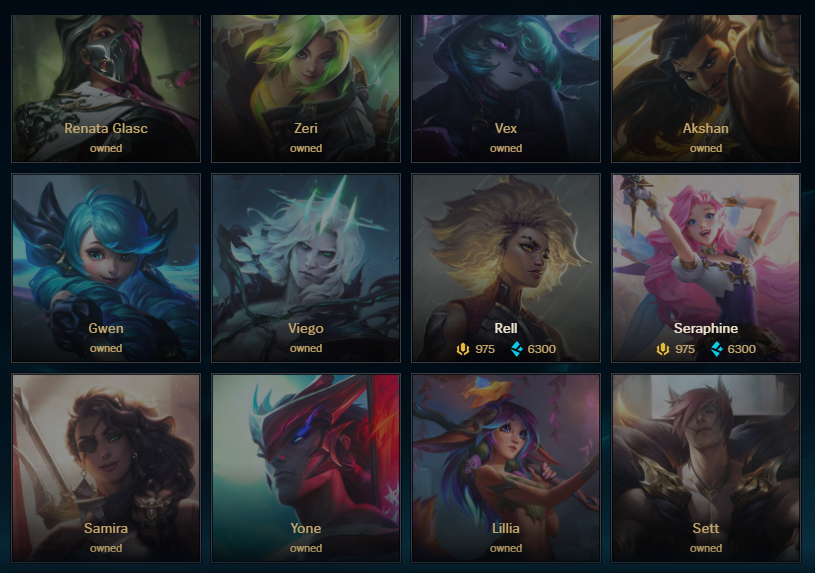 Renata Glasc
owned
Zeri
owned
Vex
owned
Akshan
owned
Gwen
owned
Viego
owned
Rell
975 6300
Seraphine
975 6300
Samira
owned
Yone
owned
Lillia
owned
Sett
owned